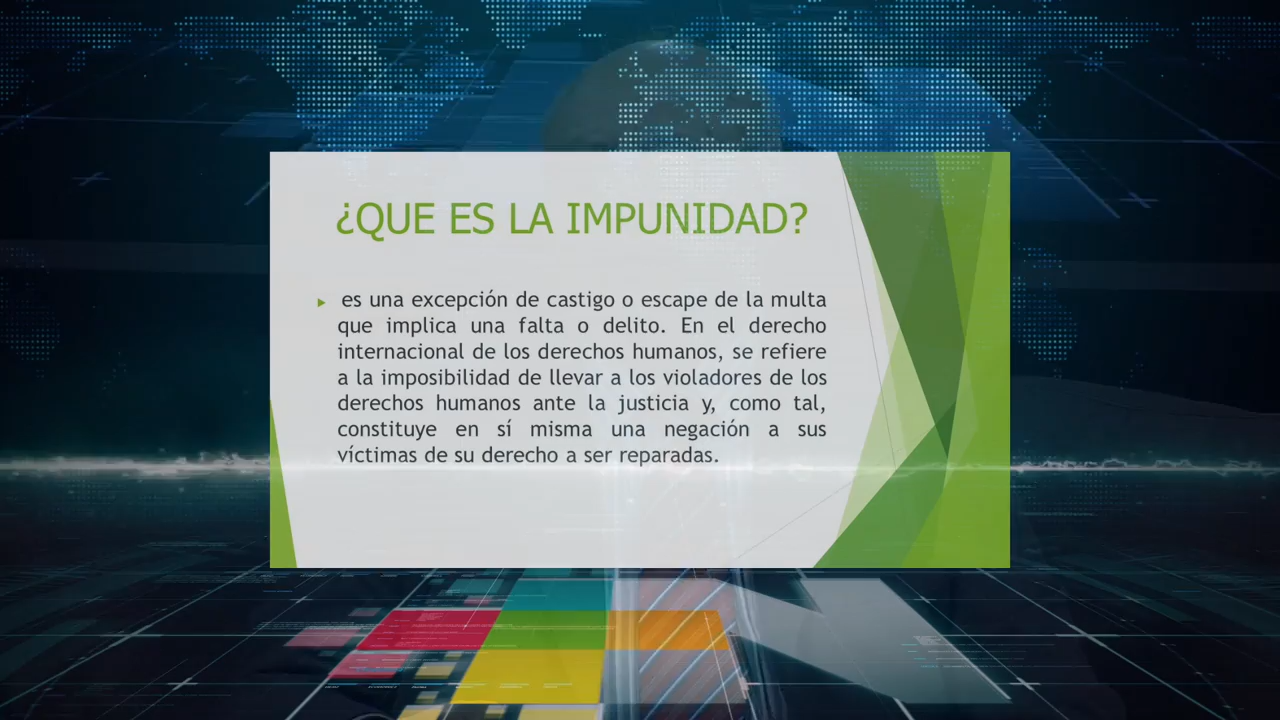 ¿QUE ES LA IMPUNIDAD?
es una excepción de castigo o escape de la multa
que implica una falta o delito. En el derecho
internacional de los derechos humanos, se refiere
a la imposibilidad de llevar a los violadores de los
derechos humanos ante la justicia y, como tal,
constituye en sí misma una negación a sus
víctimas de su derecho a ser reparadas.